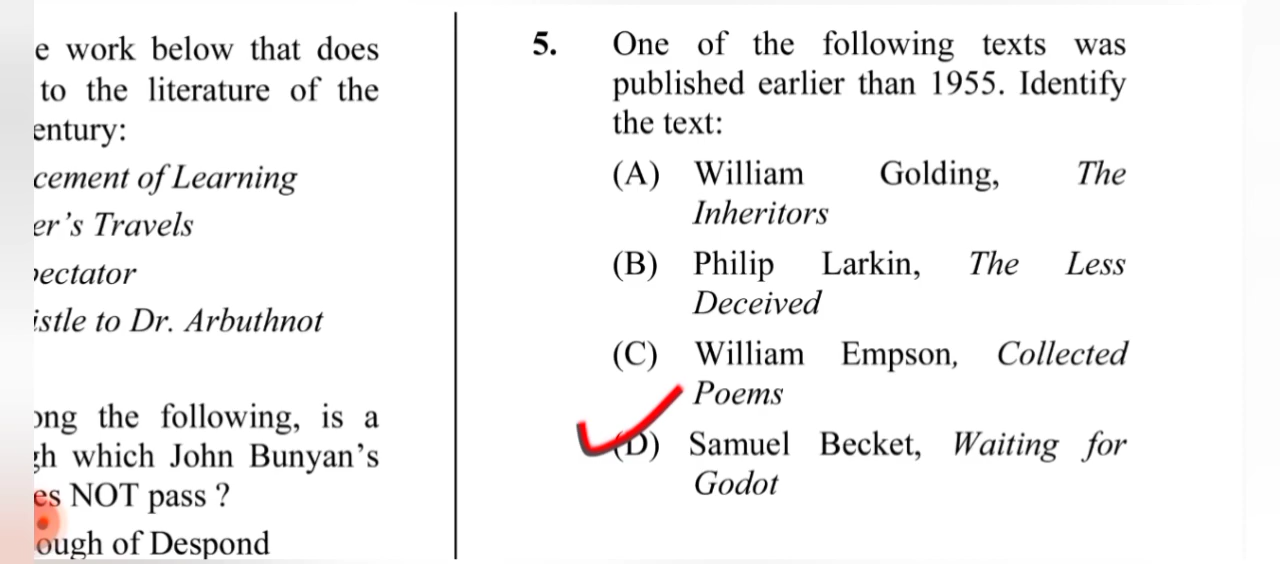 e work below that does
to the literature of the
entury:
cement of Learning
er’s Travels
ectator
istle to Dr. Arbuthnot
ong the following, is a
gh which John Bunyan’s
es NOT pass ?
ough of Despond
5. One of the following texts was
published earlier than 1955. Identify
the text:
(A) William Golding, The
Inheritors
(B) Philip Larkin, The Less
Deceived
(C) William Empson, Collected
Poems
(D) Samuel Becket, Waiting for
Godot